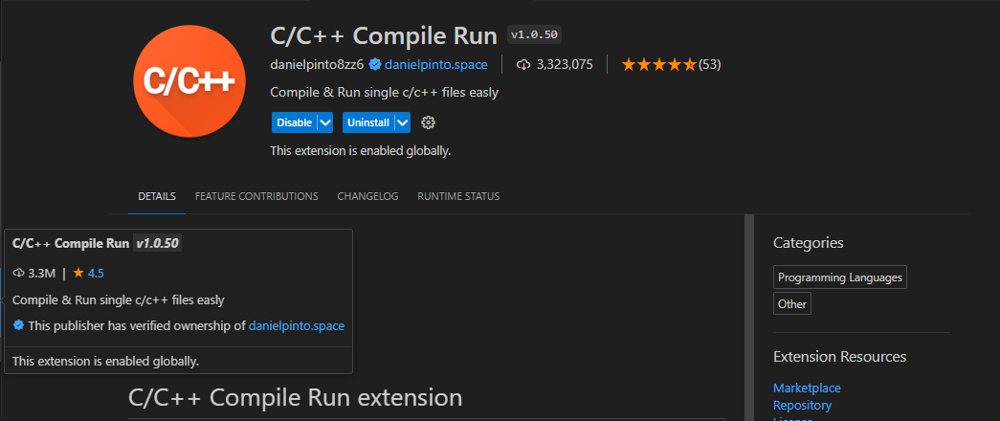 C/C++
C/C++ Compile Run v1.0.50
danielpinto8zz6 danielpinto.space 3,323,075 (53)
Compile & Run single c/c++ files easly
Disable Uninstall
This extension is enabled globally.
DETAILS FEATURE CONTRIBUTIONS CHANGELOG RUNTIME STATUS
C/C++ Compile Run v1.0.50
3.3M | 4.5
Compile & Run single c/c++ files easly
This publisher has verified ownership of danielpinto.space
This extension is enabled globally.
C/C++ Compile Run extension
Categories
Programming Languages
Other
Extension Resources
Marketplace
Repository
License